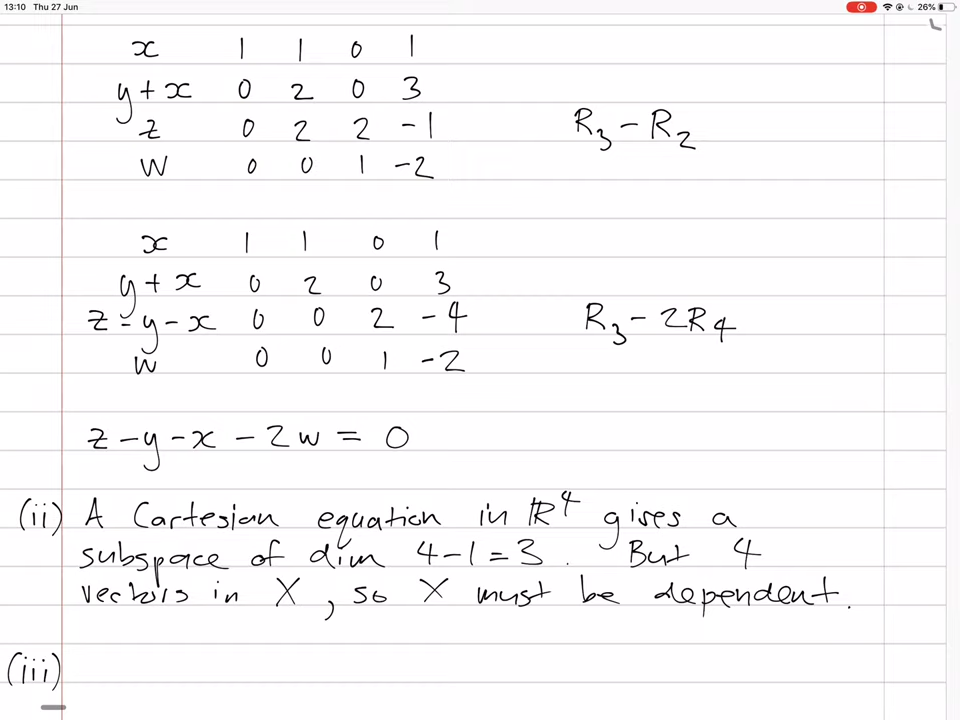 13:10 Thu 27 Jun
26%
x 1 1 0 1
y + x 0 2 0 3
z 0 2 2 -1 R₃ - R₂
w 0 0 1 -2
x 1 1 0 1
y + x 0 2 0 3
z - y - x 0 0 2 -4 R₃ - 2R₄
w 0 0 1 -2
z - y - x - 2w = 0
(ii) A Cartesian equation in ℝ⁴ gises a
subspace of dim 4-1=3. But 4
vectors in X, so X must be dependent.
(iii)